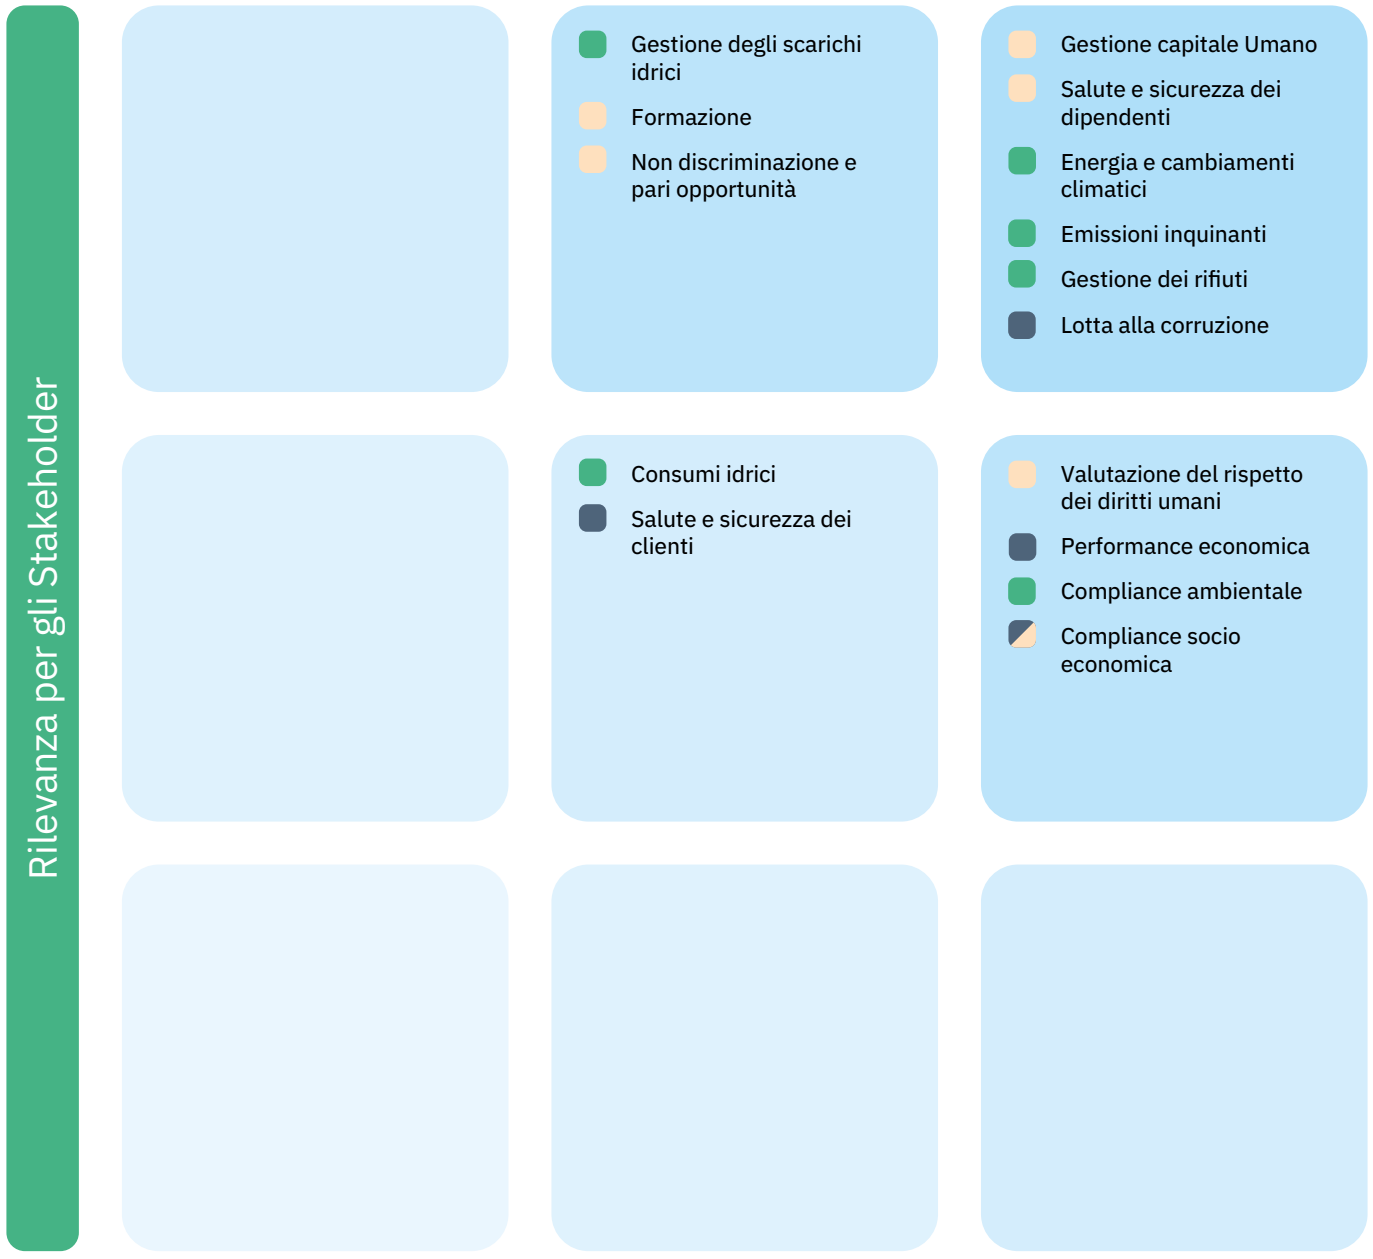 Rilevanza per gli Stakeholder
Gestione degli scarichi
idrici
Formazione
Non discriminazione e
pari opportunità
Gestione capitale Umano
Salute e sicurezza dei
dipendenti
Energia e cambiamenti
climatici
Emissioni inquinanti
Gestione dei rifiuti
Lotta alla corruzione
Consumi idrici
Salute e sicurezza dei
clienti
Valutazione del rispetto
dei diritti umani
Performance economica
Compliance ambientale
Compliance socio
economica